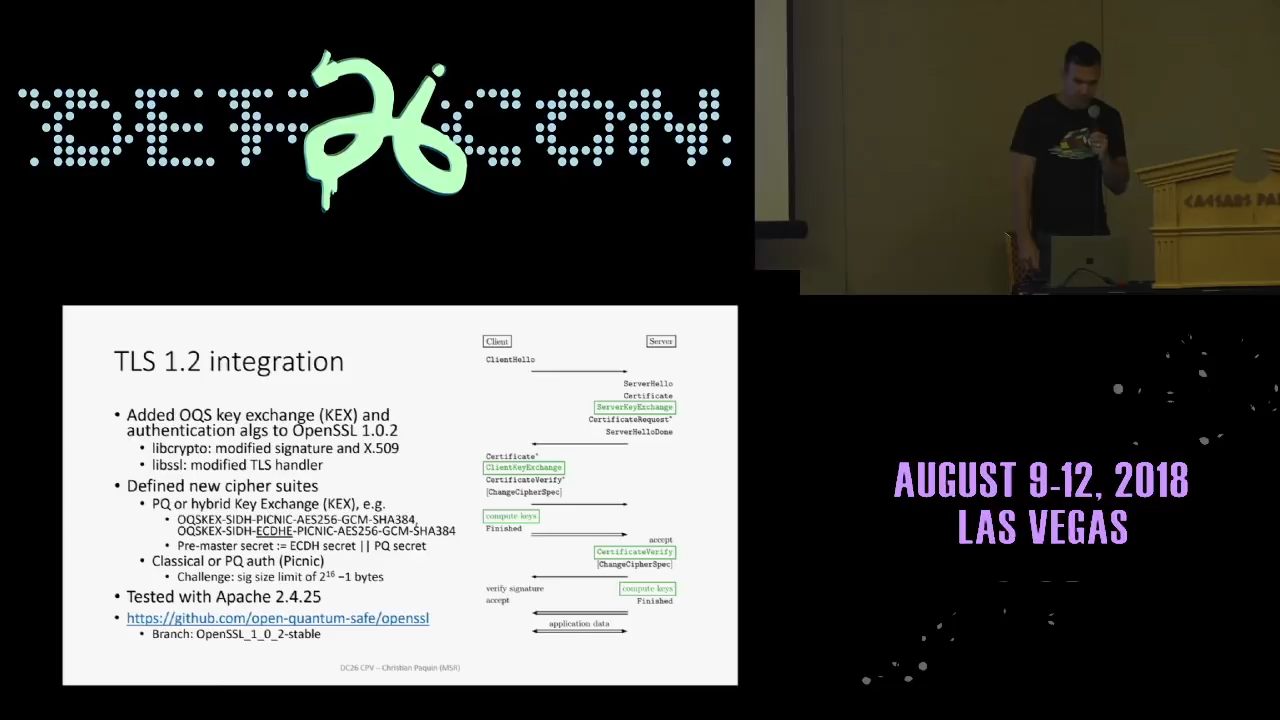 DEF 26 CON
CAESARS PA
TLS 1.2 integration
• Added OQS key exchange (KEX) and
authentication algs to OpenSSL 1.0.2
• libcrypto: modified signature and X.509
• libssl: modified TLS handler
• Defined new cipher suites
• PQ or hybrid Key Exchange (KEX), e.g.
• OQSKEX-SIDH-PICNIC-AES256-GCM-SHA384,
OQSKEX-SIDH-ECDHE-PICNIC-AES256-GCM-SHA384
• Pre-master secret := ECDH secret || PQ secret
• Classical or PQ auth (Picnic)
• Challenge: sig size limit of 2¹⁶ −1 bytes
• Tested with Apache 2.4.25
• https://github.com/open-quantum-safe/openssl
• Branch: OpenSSL_1_0_2-stable
Client
Server
ClientHello
ServerHello
Certificate
ServerKeyExchange
CertificateRequest*
ServerHelloDone
Certificate*
ClientKeyExchange
CertificateVerify*
[ChangeCipherSpec]
compute keys
Finished
accept
CertificateVerify
[ChangeCipherSpec]
verify signature
compute keys
accept
Finished
application data
DC26 CPV – Christian Paquin (MSR)
AUGUST 9-12, 2018
LAS VEGAS